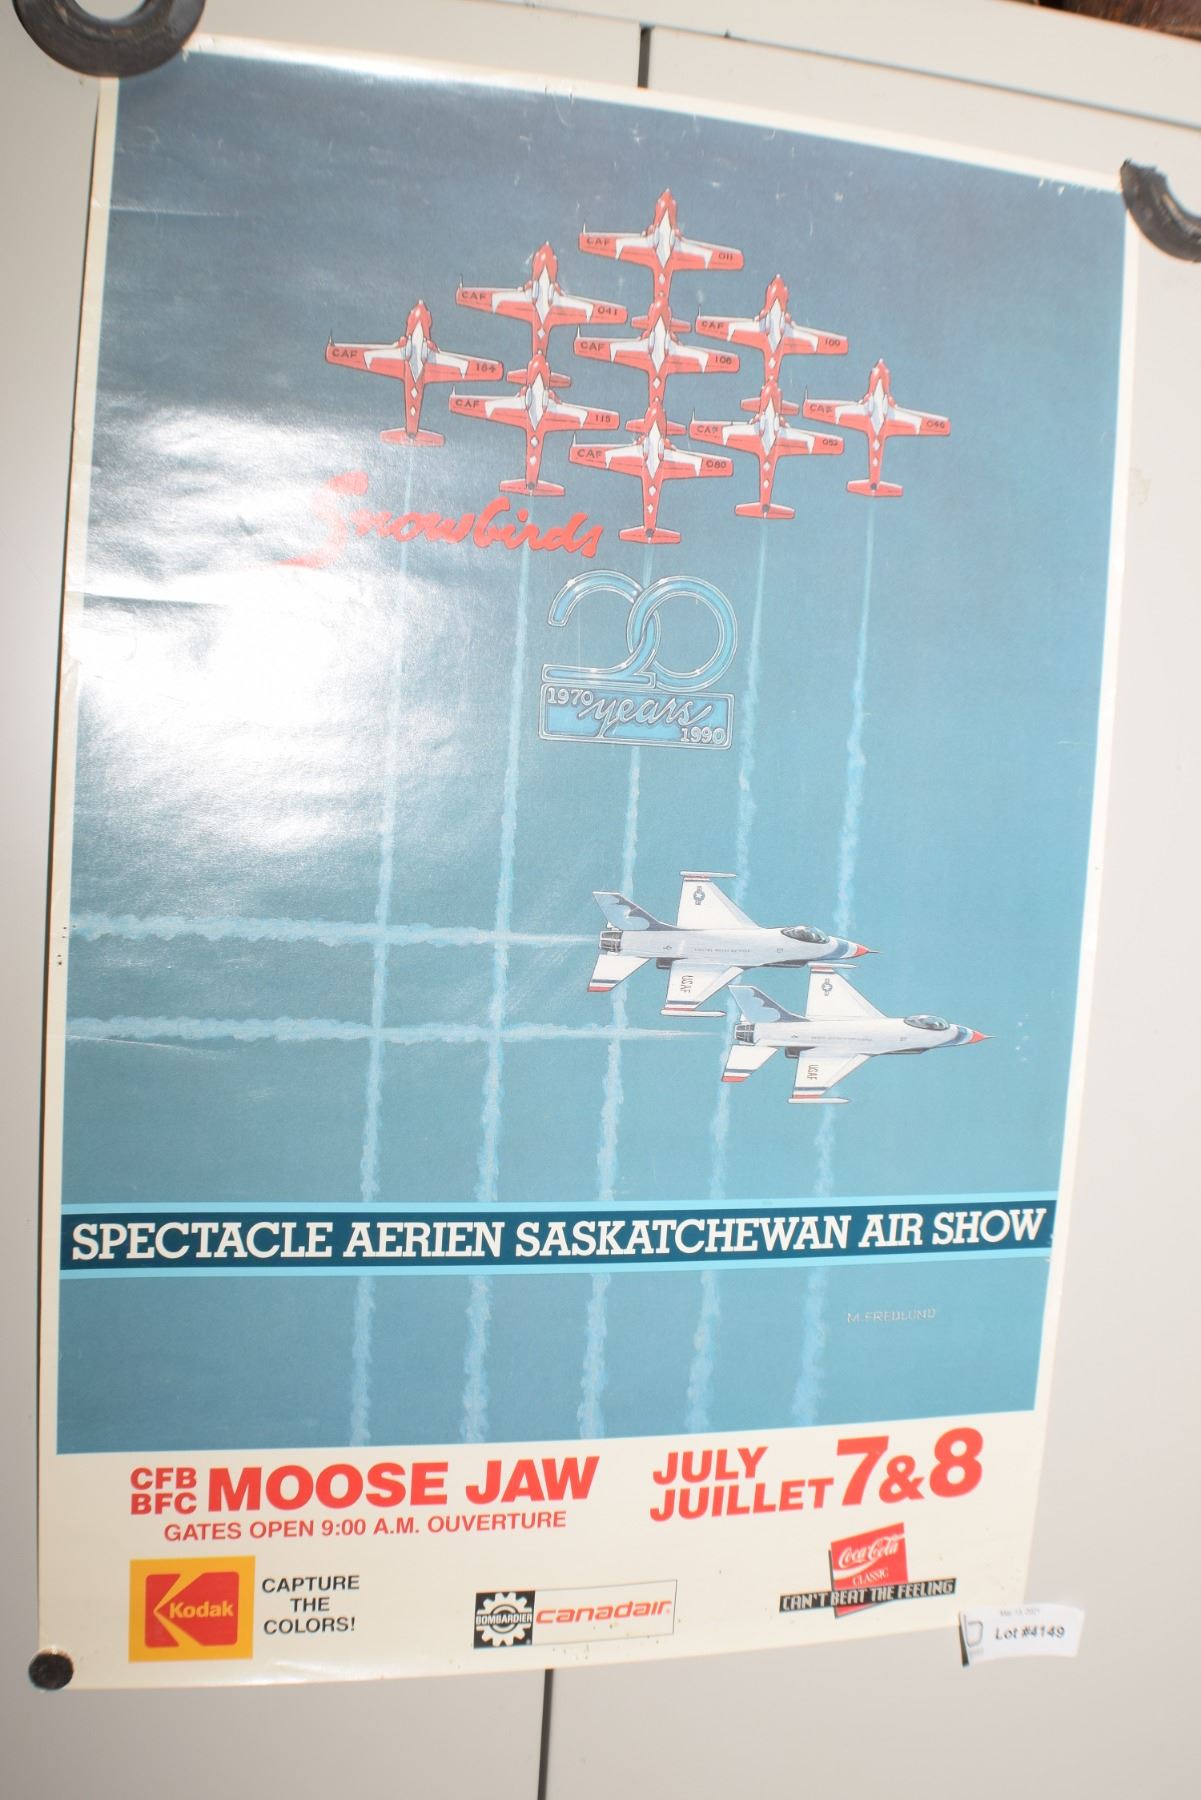 CAF 011
CAF 041
CAF 100
CAF 184
CAF 106
CAF 046
CAF 115
CAF 052
CAF 080
Snowbirds
20
1970 years 1990
USAF
USAF
SPECTACLE AERIEN SASKATCHEWAN AIR SHOW
M. FREDLUND
CFB
BFC
MOOSE JAW
JULY
JUILLET
7&8
GATES OPEN 9:00 A.M. OUVERTURE
Kodak
CAPTURE
THE
COLORS!
BOMBARDIER
canadair
Coca-Cola
CLASSIC
CAN'T BEAT THE FEELING
Mar 13, 2021
Lot #4149